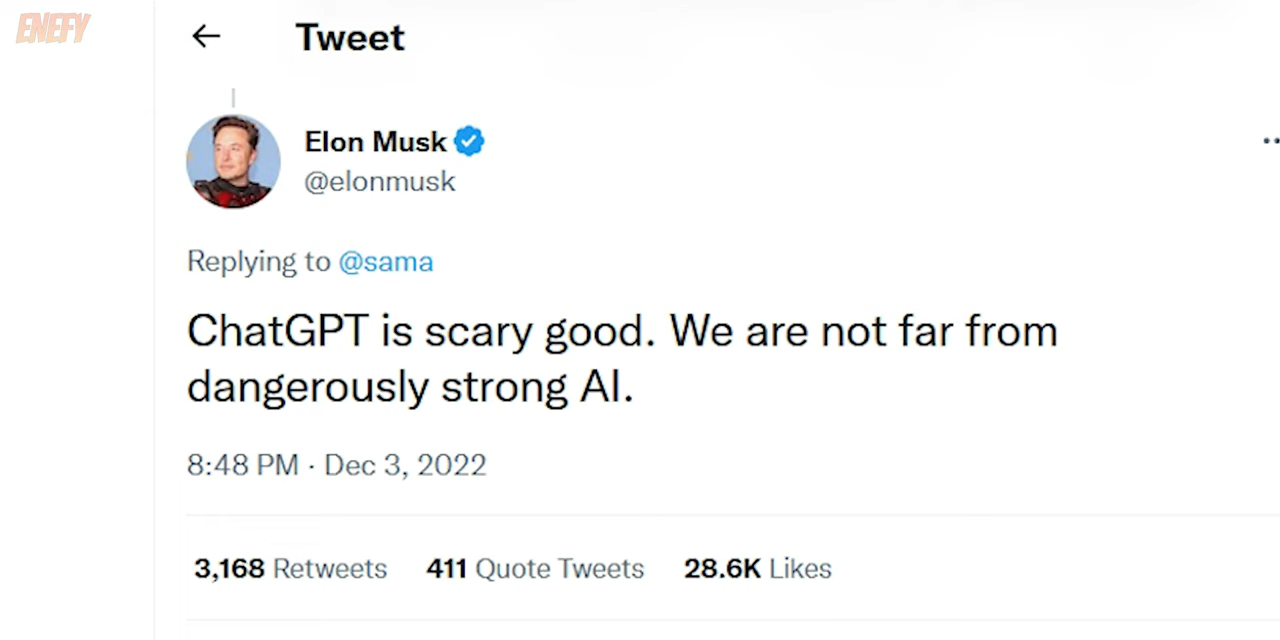 ENEFY
Tweet
Elon Musk
@elonmusk
Replying to @sama
ChatGPT is scary good. We are not far from
dangerously strong AI.
8:48 PM · Dec 3, 2022
3,168 Retweets 411 Quote Tweets 28.6K Likes